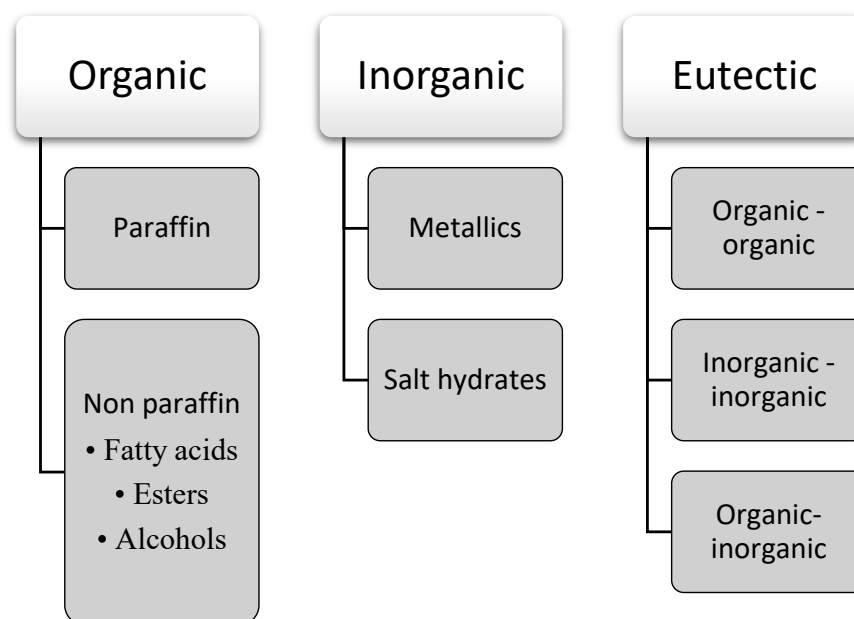 Organic
Paraffin
Non paraffin
• Fatty acids
• Esters
• Alcohols
Inorganic
Metallics
Salt hydrates
Eutectic
Organic -
organic
Inorganic -
inorganic
Organic-
inorganic